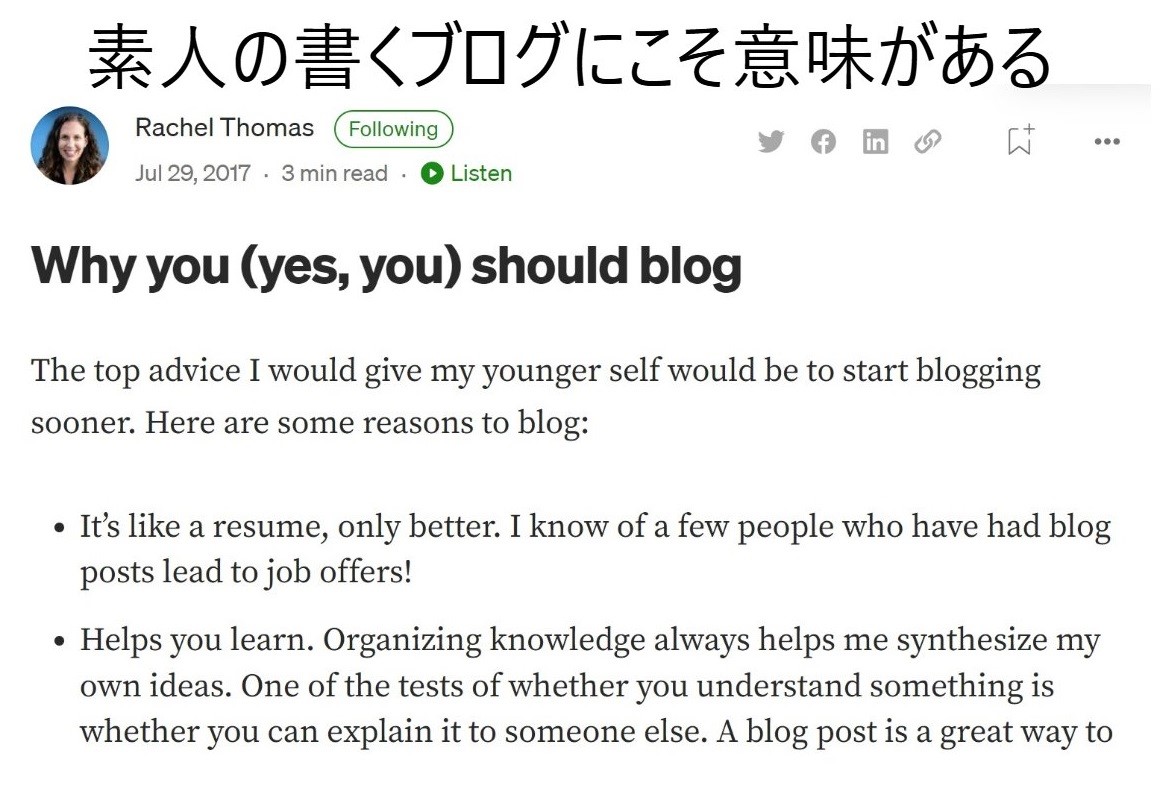 素人の書くブログにこそ意味がある
Rachel Thomas Following
Jul 29, 2017 · 3 min read · Listen
Why you (yes, you) should blog
The top advice I would give my younger self would be to start blogging
sooner. Here are some reasons to blog:
• It’s like a resume, only better. I know of a few people who have had blog
posts lead to job offers!
• Helps you learn. Organizing knowledge always helps me synthesize my
own ideas. One of the tests of whether you understand something is
whether you can explain it to someone else. A blog post is a great way to